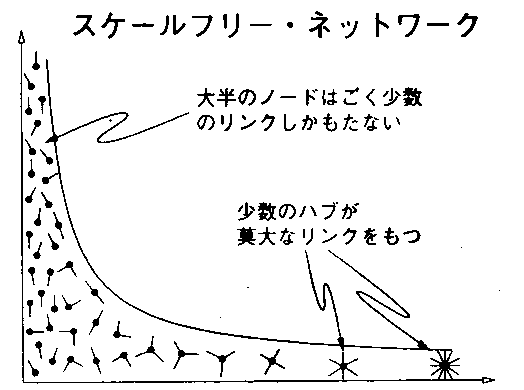 スケールフリー・ネットワーク
大半のノードはごく少数
のリンクしかもたない
少数のハブが
莫大なリンクをもつ